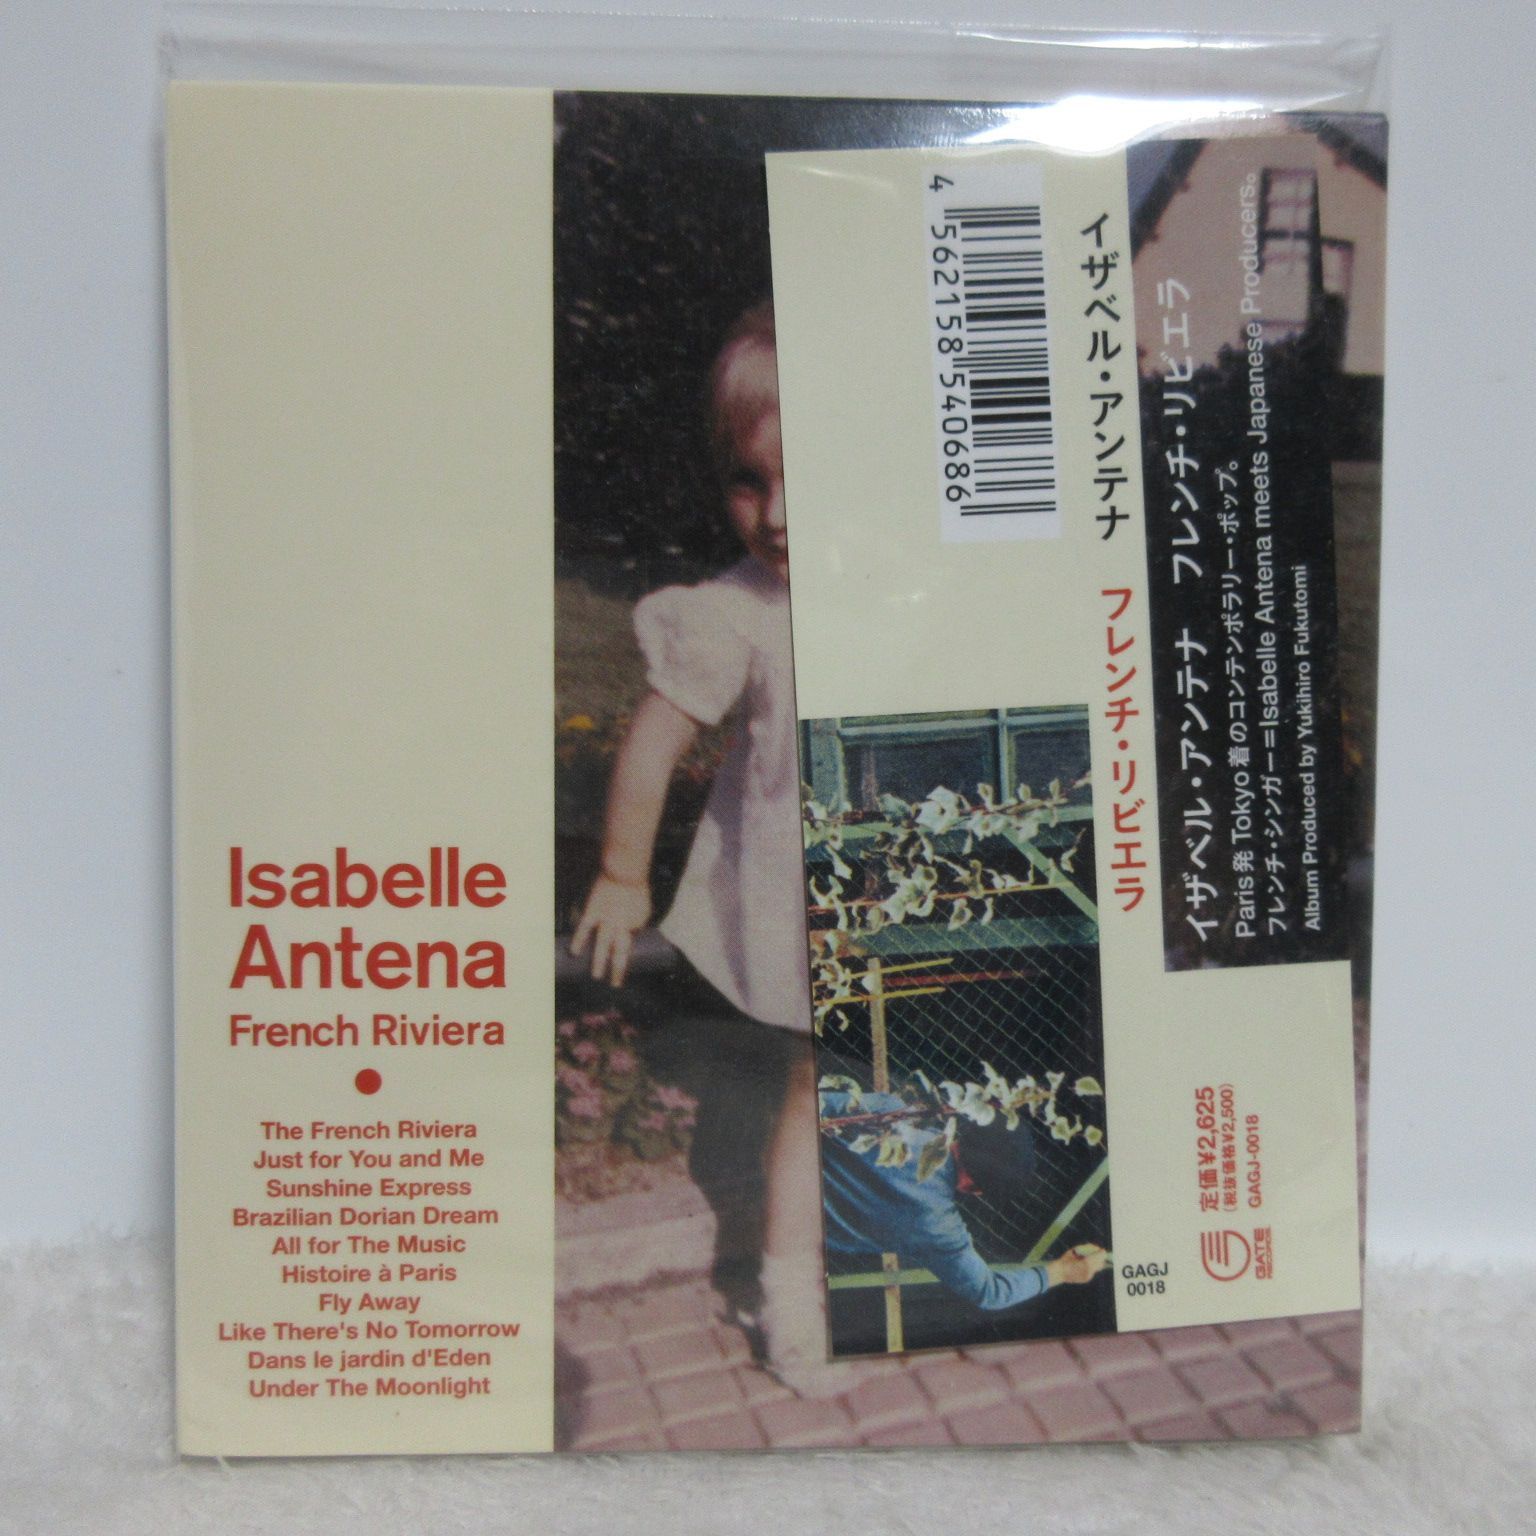 Isabelle
Antena
French Riviera
The French Riviera
Just for You and Me
Sunshine Express
Brazilian Dorian Dream
All for The Music
Histoire à Paris
Fly Away
Like There's No Tomorrow
Dans le jardin d'Eden
Under The Moonlight
4 562158 540686
イザベル・アンテナ フレンチ・リビエラ
GAGJ
0018
イザベル・アンテナ フレンチ・リビエラ
Paris発Tokyo着のコンテンポラリー・ポップ。
フレンチ・シンガー=Isabelle Antena meets Japanese Producers。
Album Produced by Yukihiro Fukutomi
定価¥2,625
(税抜価格¥2,500)
GAGJ-0018
GATE
RECORDS